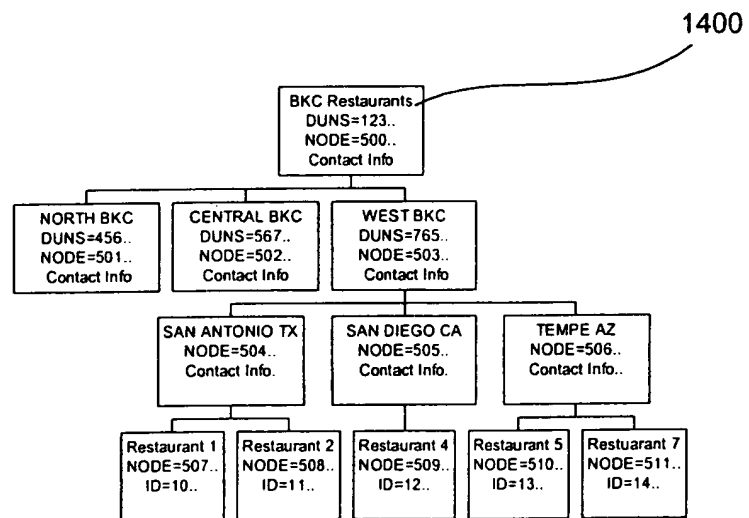 1400
BKC Restaurants
DUNS=123..
NODE=500..
Contact Info
NORTH BKC
DUNS=456..
NODE=501..
Contact Info
CENTRAL BKC
DUNS=567..
NODE=502..
Contact Info
WEST BKC
DUNS=765..
NODE=503..
Contact Info
SAN ANTONIO TX
NODE=504..
Contact Info.
SAN DIEGO CA
NODE=505..
Contact Info.
TEMPE AZ
NODE=506..
Contact Info..
Restaurant 1
NODE=507..
ID=10..
Restaurant 2
NODE=508..
ID=11..
Restaurant 4
NODE=509..
ID=12..
Restaurant 5
NODE=510..
ID=13..
Restuarant 7
NODE=511..
ID=14..